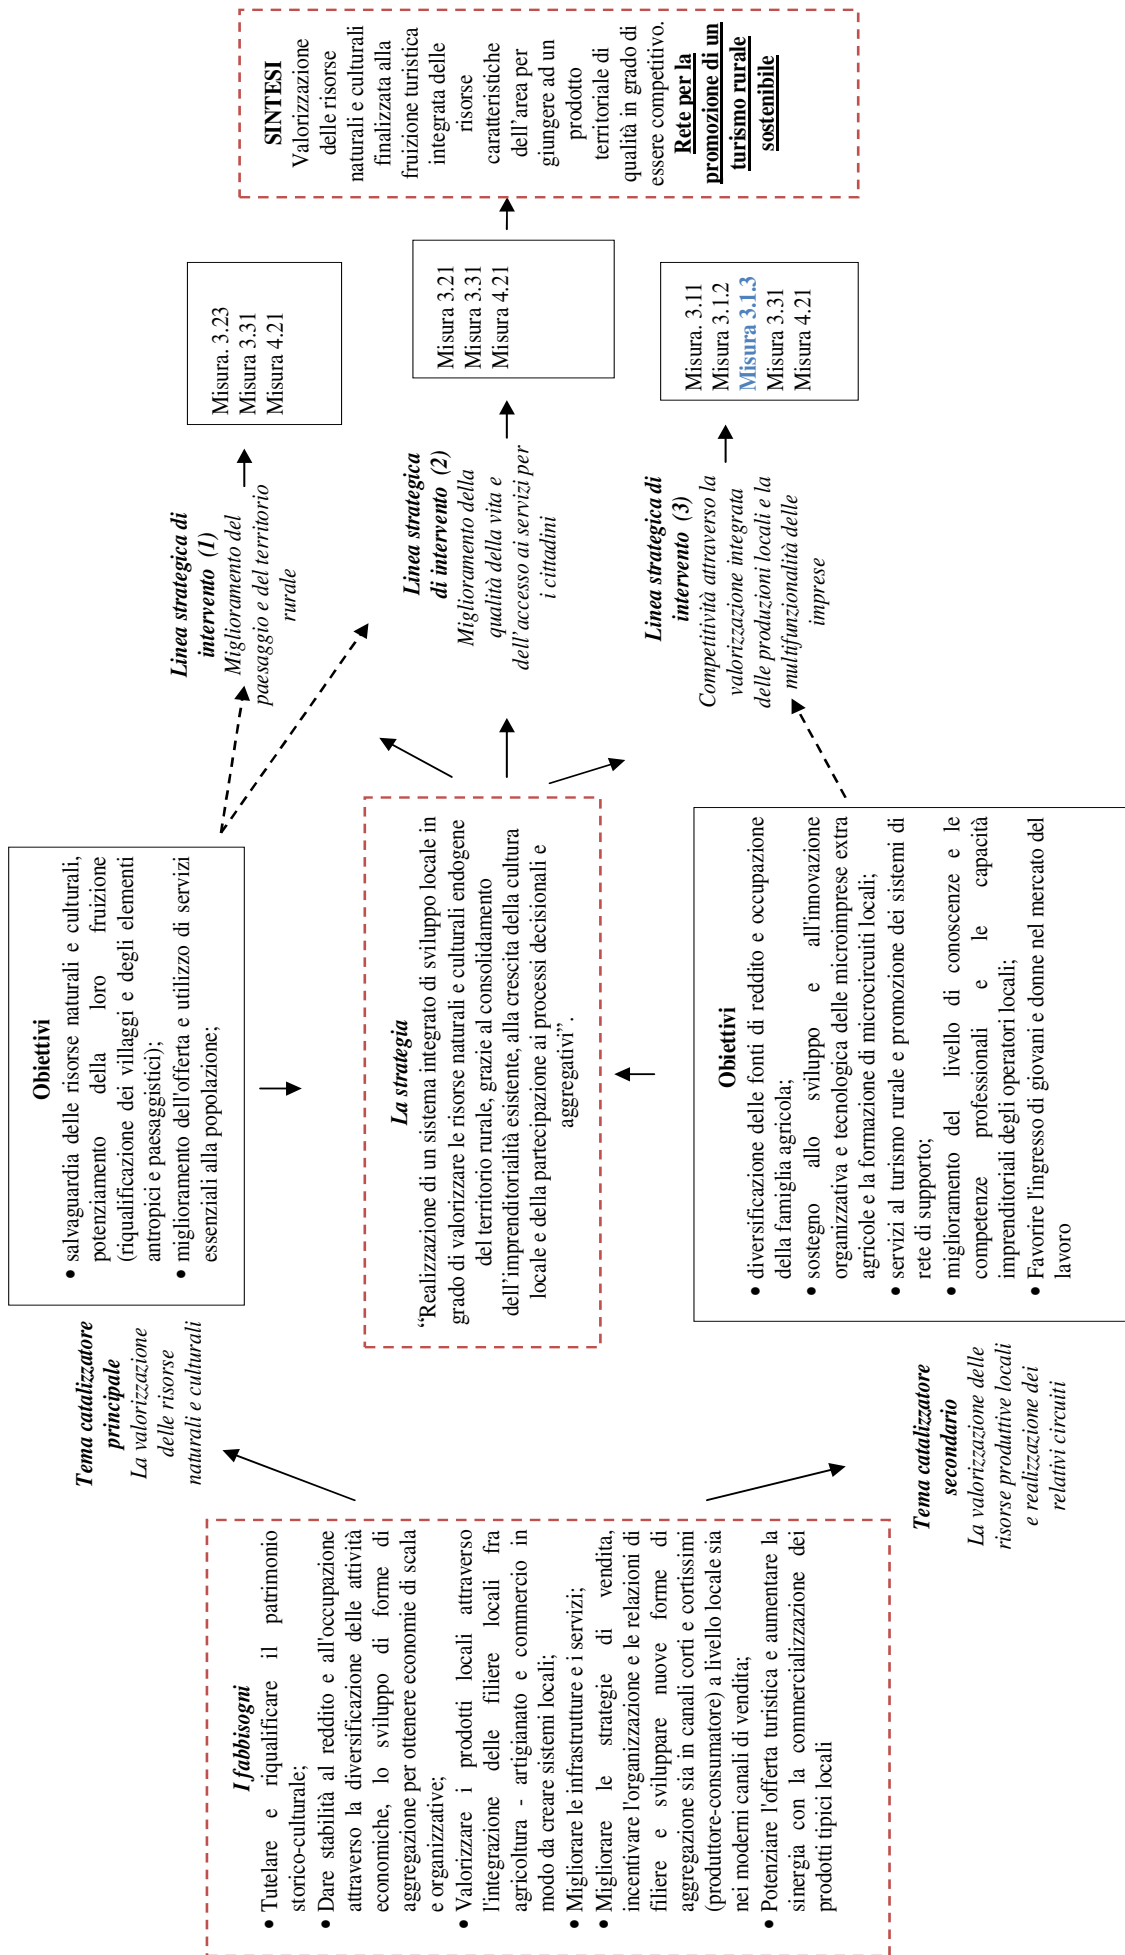 I fabbisogni
• Tutelare e riqualificare il patrimonio
storico-culturale;
• Dare stabilità al reddito e all'occupazione
attraverso la diversificazione delle attività
economiche, lo sviluppo di forme di
aggregazione per ottenere economie di scala
e organizzative;
• Valorizzare i prodotti locali attraverso
l'integrazione delle filiere locali fra
agricoltura - artigianato e commercio in
modo da creare sistemi locali;
• Migliorare le infrastrutture e i servizi;
• Migliorare le strategie di vendita,
incentivare l'organizzazione e le relazioni di
filiere e sviluppare nuove forme di
aggregazione sia in canali corti e cortissimi
(produttore-consumatore) a livello locale sia
nei moderni canali di vendita;
• Potenziare l'offerta turistica e aumentare la
sinergia con la commercializzazione dei
prodotti tipici locali
Tema catalizzatore
principale
La valorizzazione
delle risorse
naturali e culturali
Tema catalizzatore
secondario
La valorizzazione delle
risorse produttive locali
e realizzazione dei
relativi circuiti
Obiettivi
• salvaguardia delle risorse naturali e culturali,
potenziamento della loro fruizione
(riqualificazione dei villaggi e degli elementi
antropici e paesaggistici);
• miglioramento dell'offerta e utilizzo di servizi
essenziali alla popolazione;
La strategia
“Realizzazione di un sistema integrato di sviluppo locale in
grado di valorizzare le risorse naturali e culturali endogene
del territorio rurale, grazie al consolidamento
dell'imprenditorialità esistente, alla crescita della cultura
locale e della partecipazione ai processi decisionali e
aggregativi”.
Obiettivi
• diversificazione delle fonti di reddito e occupazione
della famiglia agricola;
• sostegno allo sviluppo e all'innovazione
organizzativa e tecnologica delle microimprese extra
agricole e la formazione di microcircuiti locali;
• servizi al turismo rurale e promozione dei sistemi di
rete di supporto;
• miglioramento del livello di conoscenze e le
competenze professionali e le capacità
imprenditoriali degli operatori locali;
• Favorire l'ingresso di giovani e donne nel mercato del
lavoro
Linea strategica di
intervento (1)
Miglioramento del
paesaggio e del territorio
rurale
Linea strategica
di intervento (2)
Miglioramento della
qualità della vita e
dell'accesso ai servizi per
i cittadini
Linea strategica di
intervento (3)
Competitività attraverso la
valorizzazione integrata
delle produzioni locali e la
multifunzionalità delle
imprese
Misura. 3.23
Misura 3.31
Misura 4.21
Misura 3.21
Misura 3.31
Misura 4.21
Misura. 3.11
Misura 3.1.2
Misura 3.1.3
Misura 3.31
Misura 4.21
SINTESI
Valorizzazione
delle risorse
naturali e culturali
finalizzata alla
fruizione turistica
integrata delle
risorse
caratteristiche
dell'area per
giungere ad un
prodotto
territoriale di
qualità in grado di
essere competitivo.
Rete per la
promozione di un
turismo rurale
sostenibile